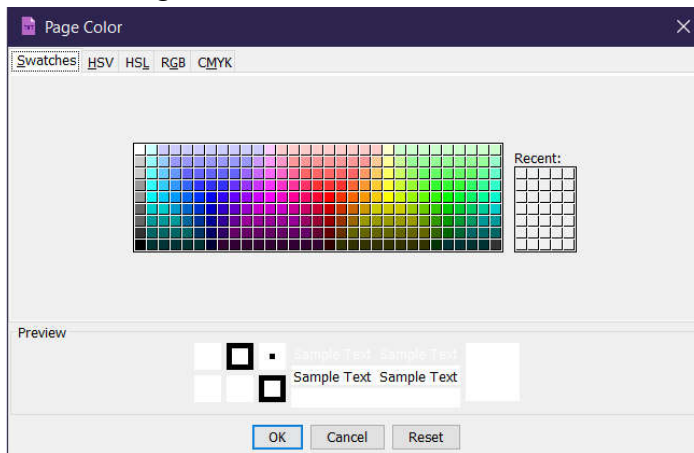 TXT
Page Color
Swatches HSV HSL RGB CMYK
Recent:
Preview
Sample Text Sample Text
Sample Text Sample Text
OK Cancel Reset